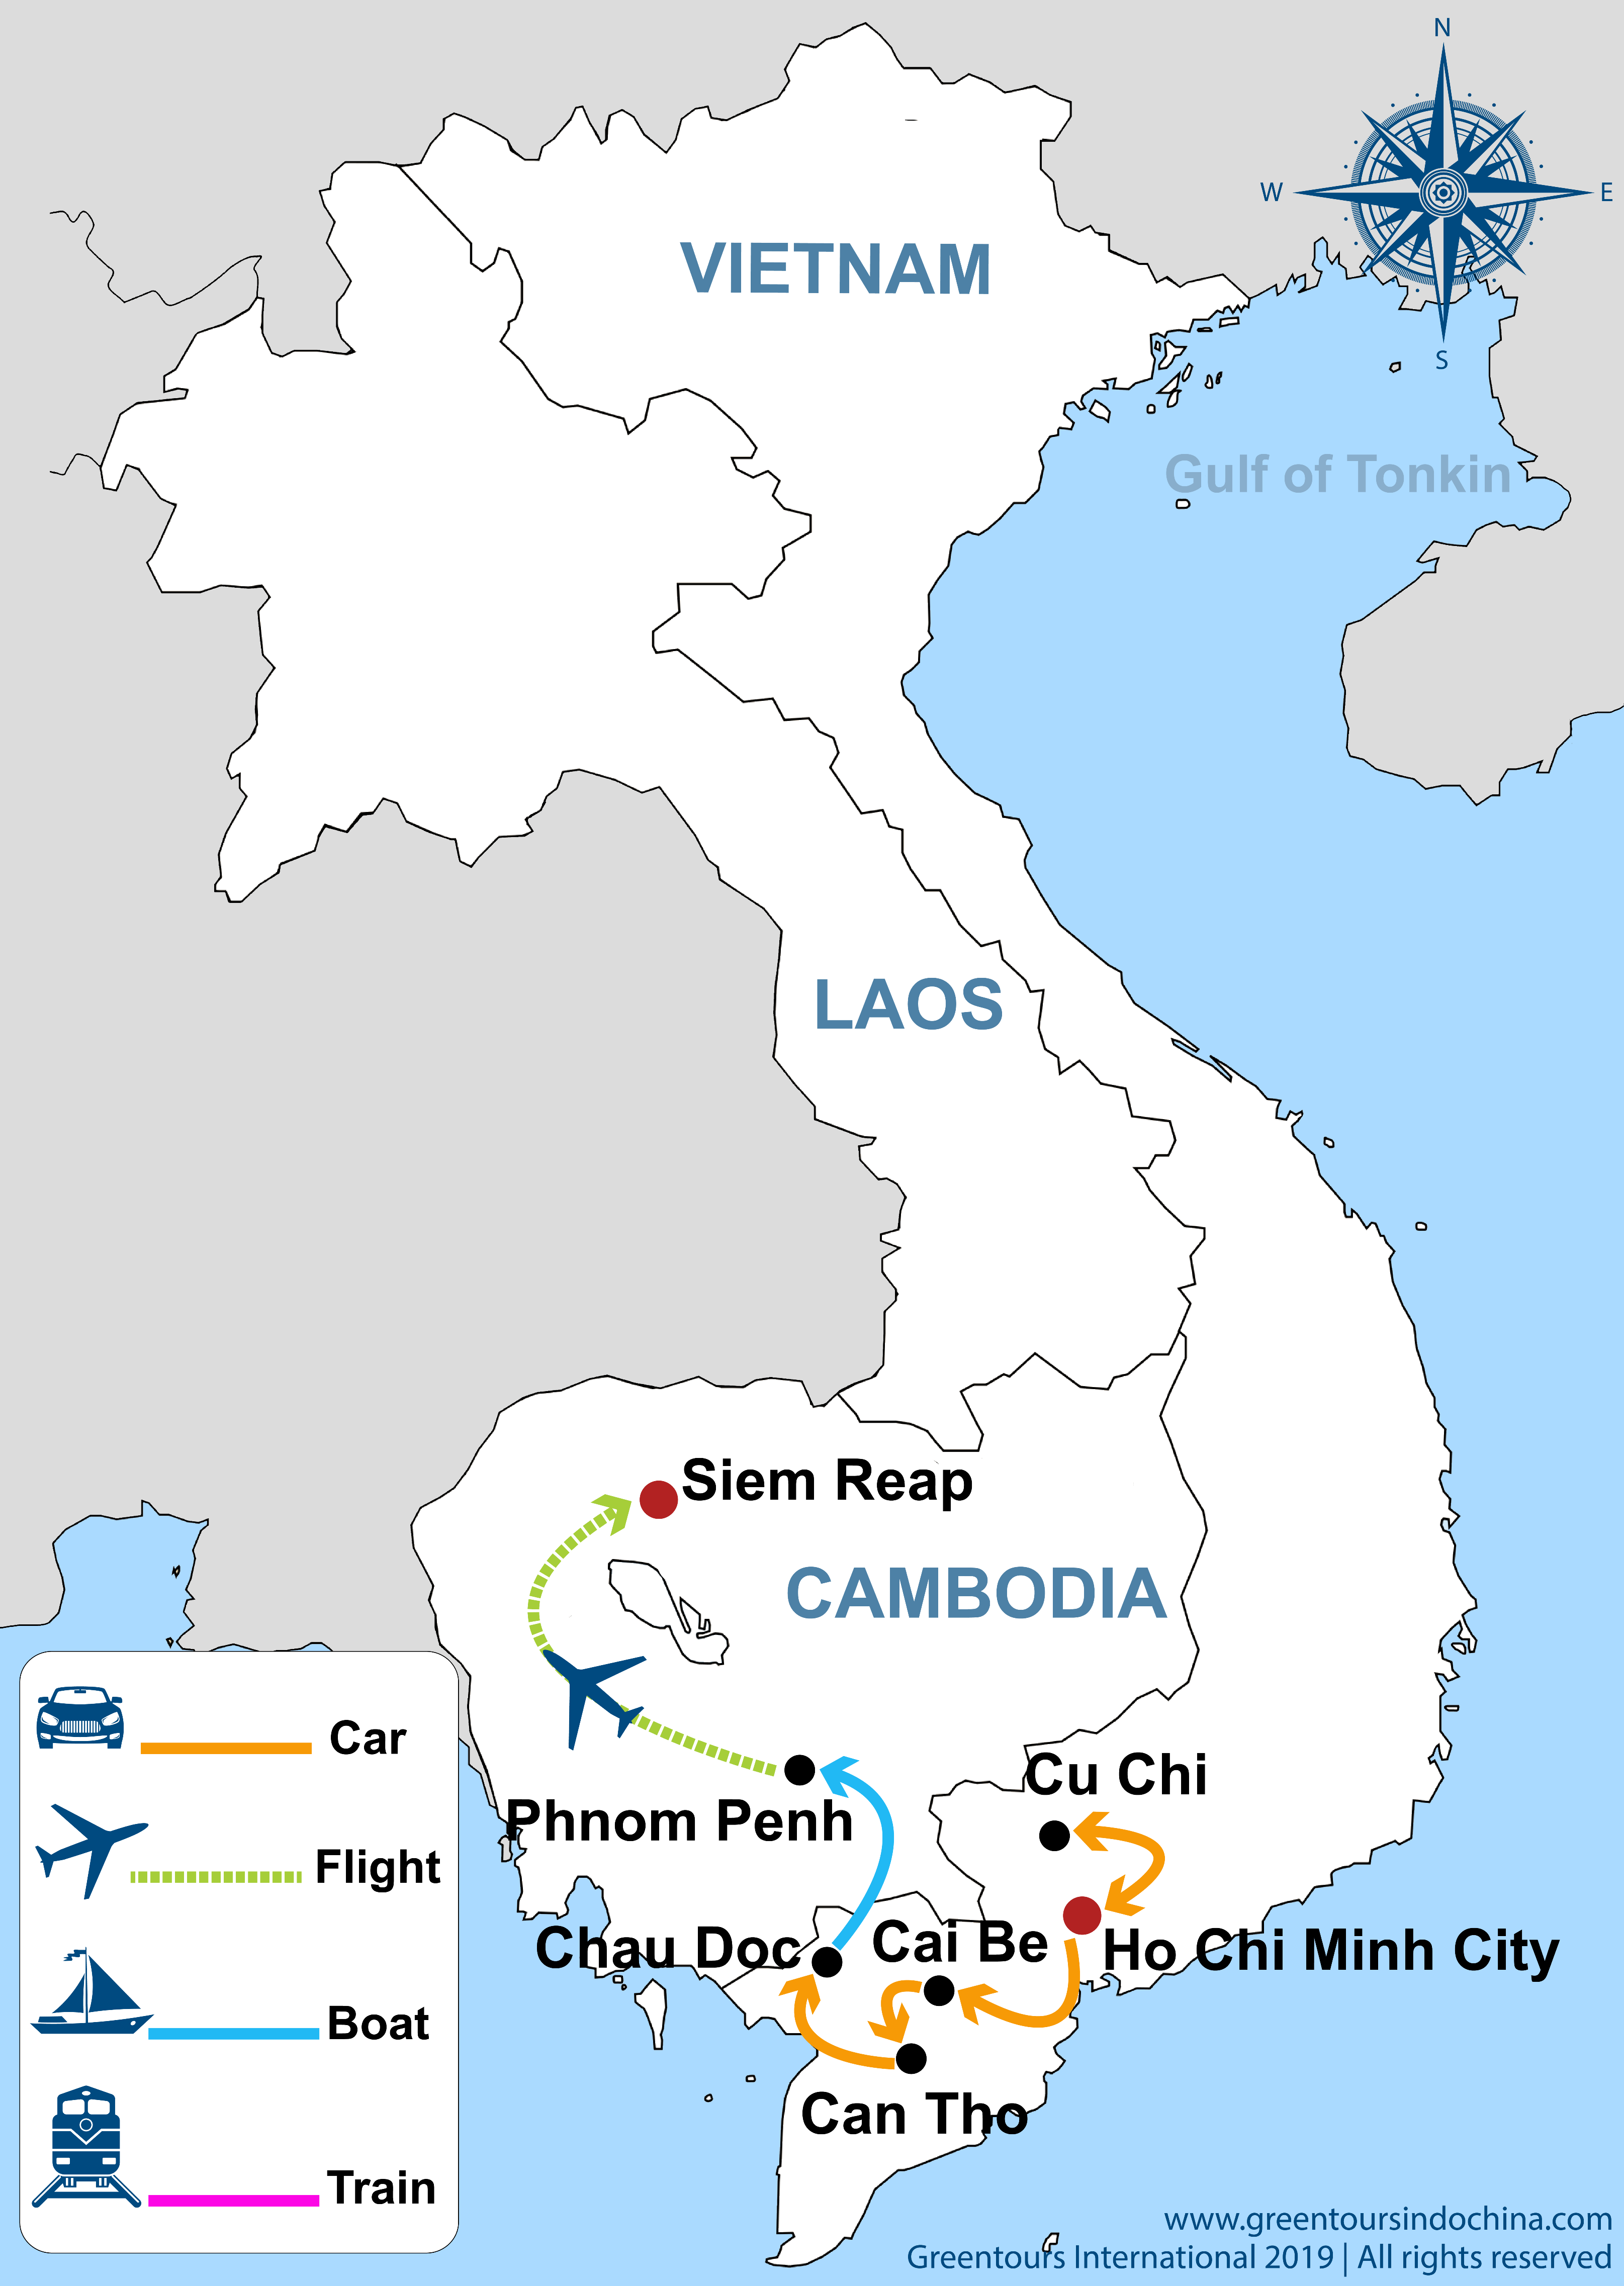 N
W
E
S
VIETNAM
Gulf of Tonkin
LAOS
Siem Reap
CAMBODIA
Cu Chi
Phnom Penh
Chau Doc
Cai Be
Ho Chi Minh City
Can Tho
Car
Flight
Boat
Train
www.greentoursindochina.com
Greentours International 2019 | All rights reserved